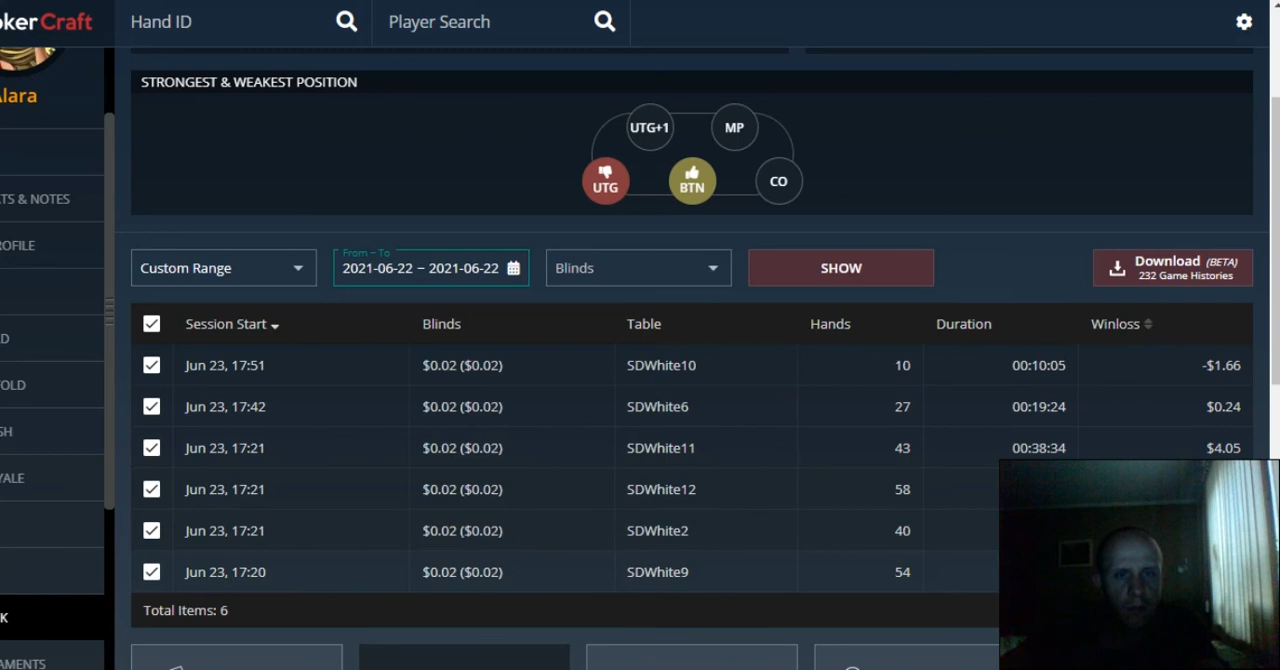 okerCraft Hand ID Player Search
lara
STRONGEST & WEAKEST POSITION
UTG+1 MP
UTG BTN CO
TS & NOTES
OFILE
D
OLD
SH
YALE
K
AMENTS
From – To
Custom Range 2021-06-22 ~ 2021-06-22 Blinds SHOW Download (BETA)
232 Game Histories
Session Start Blinds Table Hands Duration Winloss
Jun 23, 17:51 $0.02 ($0.02) SDWhite10 10 00:10:05 -$1.66
Jun 23, 17:42 $0.02 ($0.02) SDWhite6 27 00:19:24 $0.24
Jun 23, 17:21 $0.02 ($0.02) SDWhite11 43 00:38:34 $4.05
Jun 23, 17:21 $0.02 ($0.02) SDWhite12 58
Jun 23, 17:21 $0.02 ($0.02) SDWhite2 40
Jun 23, 17:20 $0.02 ($0.02) SDWhite9 54
Total Items: 6